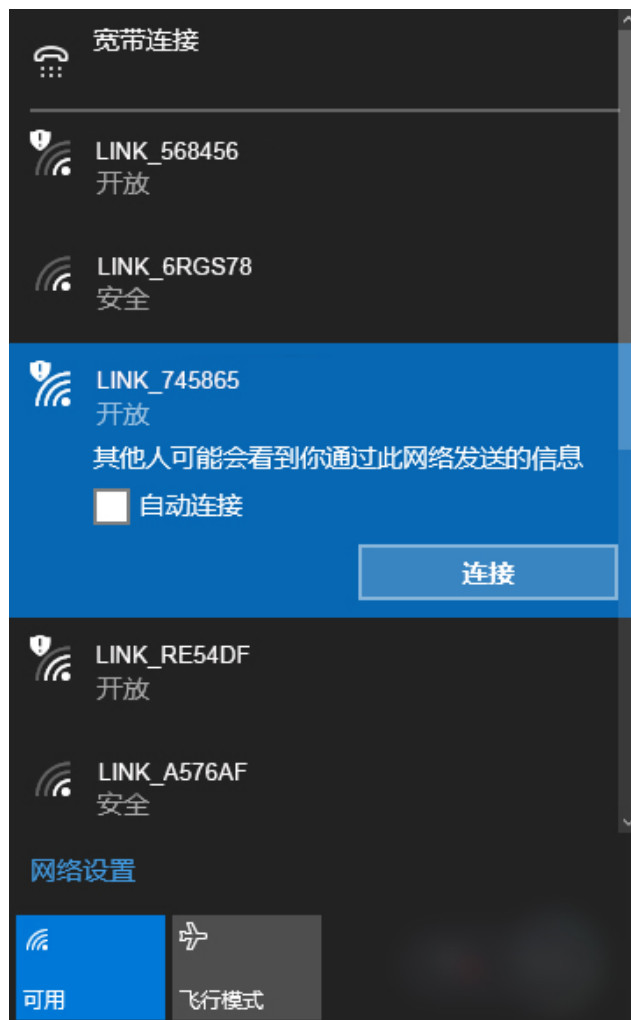 宽带连接
LINK_568456
开放
LINK_6RGS78
安全
LINK_745865
开放
其他人可能会看到你通过此网络发送的信息
自动连接
连接
LINK_RE54DF
开放
LINK_A576AF
安全
网络设置
可用
飞行模式